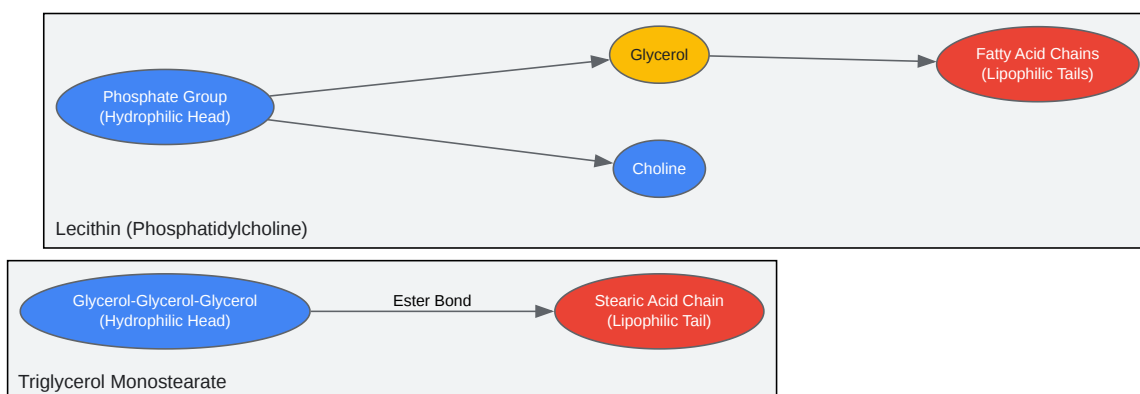 Glycerol
Fatty Acid Chains
(Lipophilic Tails)
Phosphate Group
(Hydrophilic Head)
Choline
Lecithin (Phosphatidylcholine)
Glycerol-Glycerol-Glycerol
(Hydrophilic Head)
Ester Bond
Stearic Acid Chain
(Lipophilic Tail)
Triglycerol Monostearate